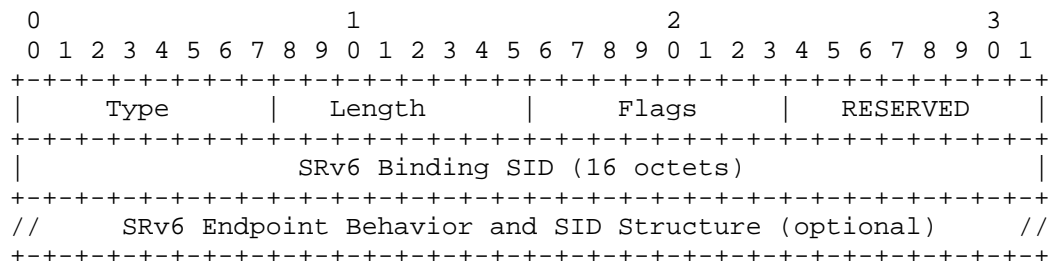 0                   1                   2                   3
 0 1 2 3 4 5 6 7 8 9 0 1 2 3 4 5 6 7 8 9 0 1 2 3 4 5 6 7 8 9 0 1
+-+-+-+-+-+-+-+-+-+-+-+-+-+-+-+-+-+-+-+-+-+-+-+-+-+-+-+-+-+-+-+-+
|     Type      |   Length      |     Flags     |   RESERVED    |
+-+-+-+-+-+-+-+-+-+-+-+-+-+-+-+-+-+-+-+-+-+-+-+-+-+-+-+-+-+-+-+-+
|                 SRv6 Binding SID (16 octets)                  |
+-+-+-+-+-+-+-+-+-+-+-+-+-+-+-+-+-+-+-+-+-+-+-+-+-+-+-+-+-+-+-+-+
//     SRv6 Endpoint Behavior and SID Structure (optional)     //
+-+-+-+-+-+-+-+-+-+-+-+-+-+-+-+-+-+-+-+-+-+-+-+-+-+-+-+-+-+-+-+-+